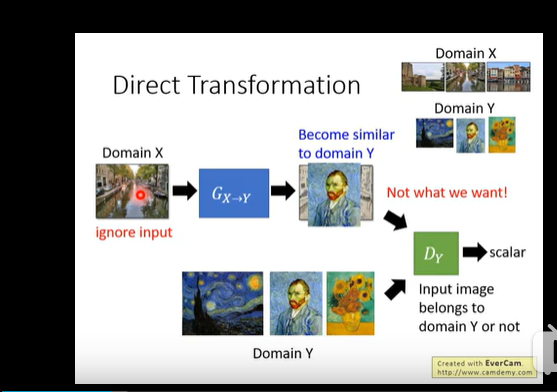 Direct Transformation
Domain X
Domain Y
Become similar
to domain Y
Domain X
G_{X→Y}
Not what we want!
ignore input
D_Y
scalar
Input image
belongs to
domain Y or not
Domain Y
Created with EverCam.
http://www.camdemy.com